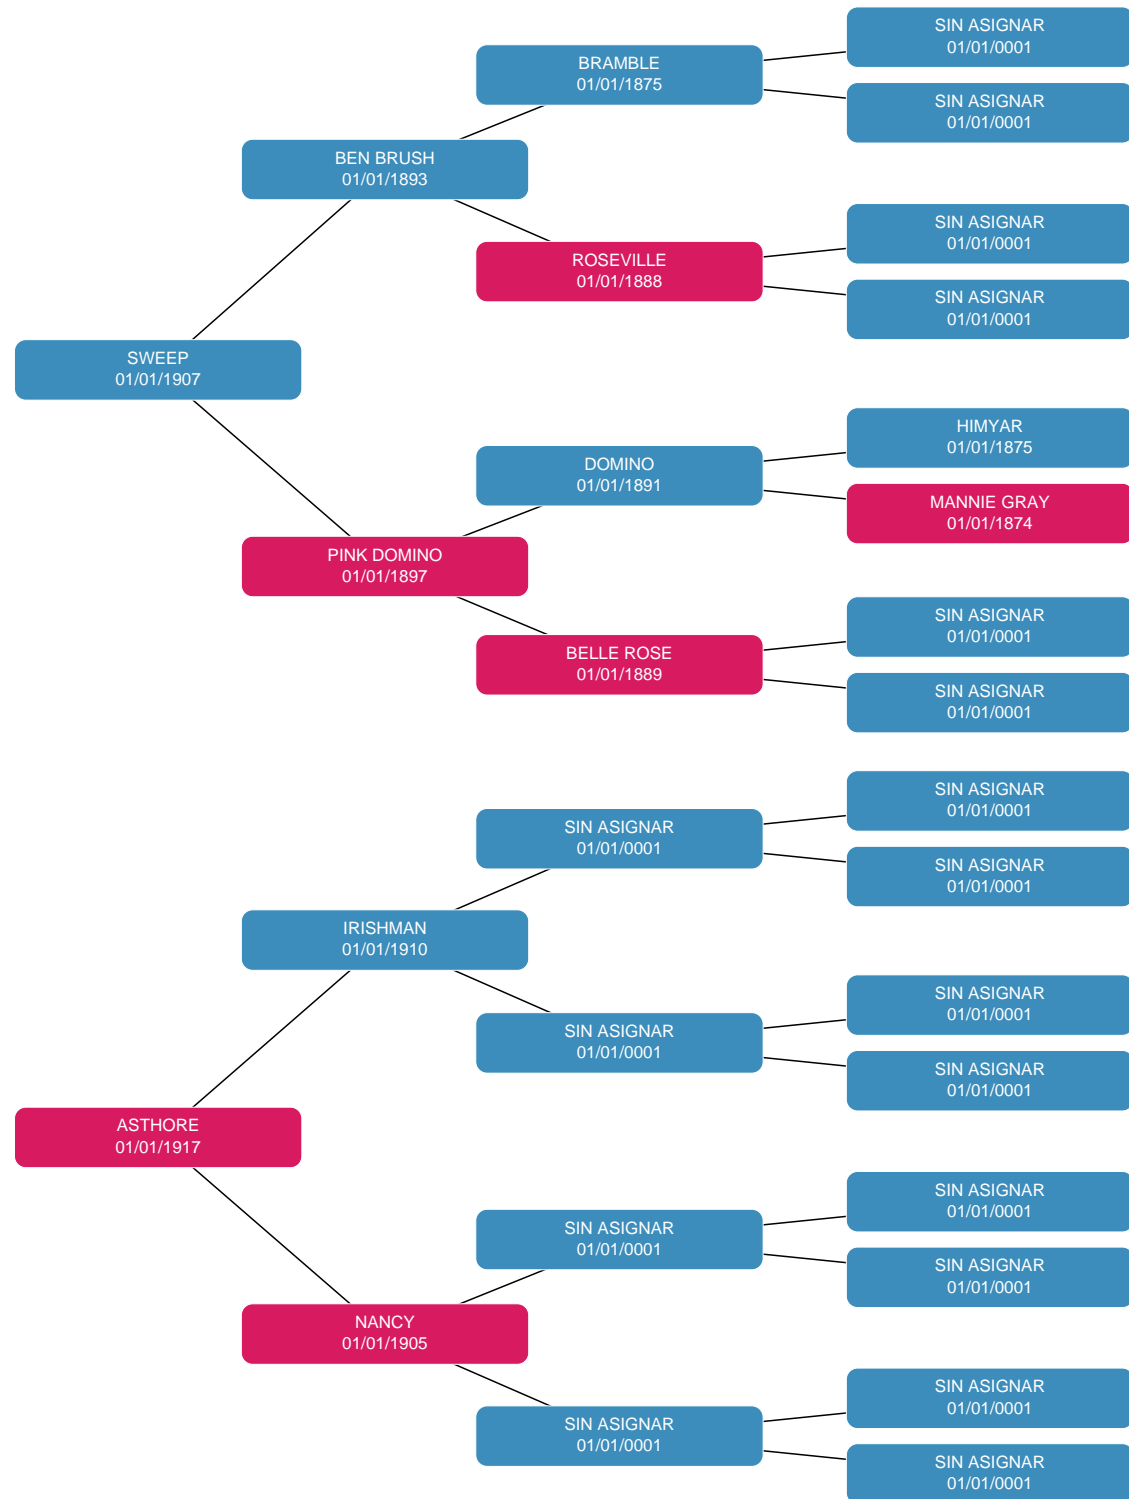 SIN ASIGNAR
01/01/0001
BRAMBLE
01/01/1875
SIN ASIGNAR
01/01/0001
BEN BRUSH
01/01/1893
SIN ASIGNAR
01/01/0001
ROSEVILLE
01/01/1888
SIN ASIGNAR
01/01/0001
SWEEP
01/01/1907
HIMYAR
01/01/1875
DOMINO
01/01/1891
MANNIE GRAY
01/01/1874
PINK DOMINO
01/01/1897
SIN ASIGNAR
01/01/0001
BELLE ROSE
01/01/1889
SIN ASIGNAR
01/01/0001
SIN ASIGNAR
01/01/0001
SIN ASIGNAR
01/01/0001
SIN ASIGNAR
01/01/0001
IRISHMAN
01/01/1910
SIN ASIGNAR
01/01/0001
SIN ASIGNAR
01/01/0001
SIN ASIGNAR
01/01/0001
ASTHORE
01/01/1917
SIN ASIGNAR
01/01/0001
SIN ASIGNAR
01/01/0001
SIN ASIGNAR
01/01/0001
NANCY
01/01/1905
SIN ASIGNAR
01/01/0001
SIN ASIGNAR
01/01/0001
SIN ASIGNAR
01/01/0001